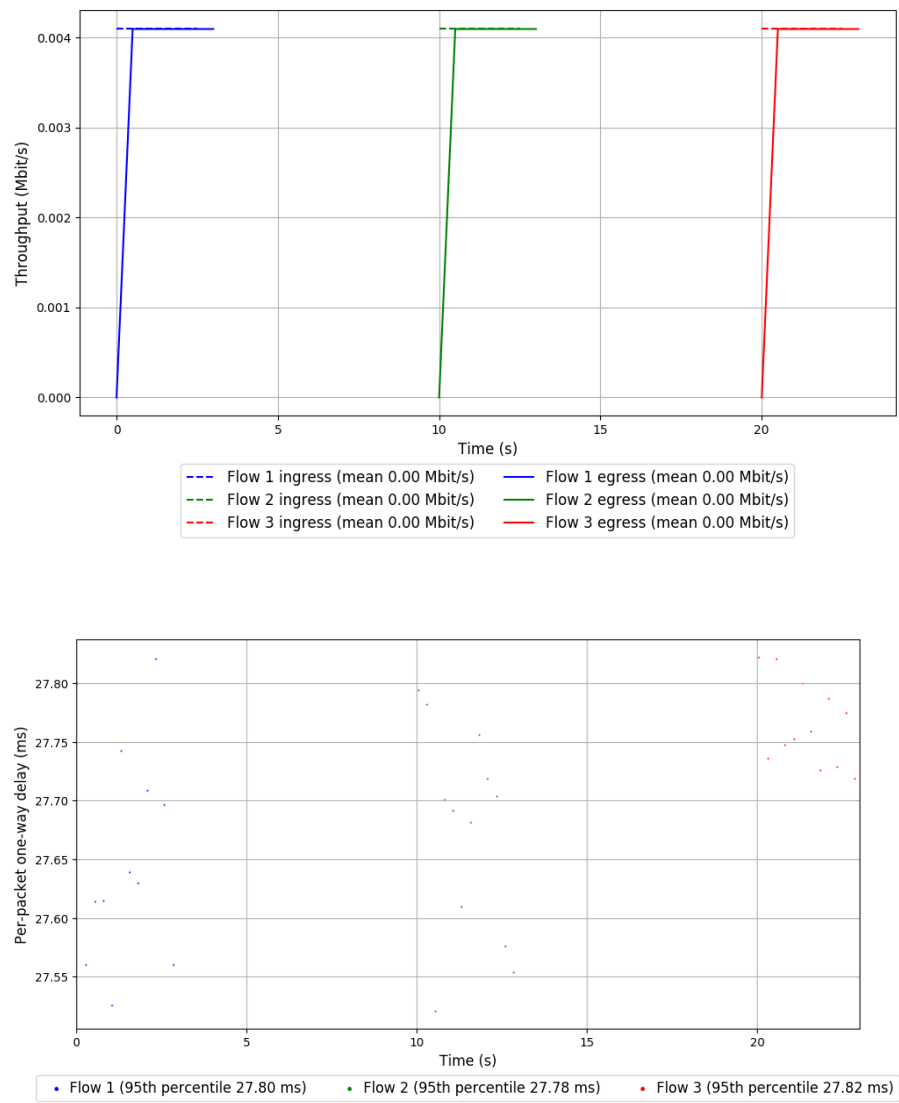 0.004
0.003
0.002
0.001
0.000
Throughput (Mbit/s)
0 5 10 15 20
Time (s)
Flow 1 ingress (mean 0.00 Mbit/s) Flow 1 egress (mean 0.00 Mbit/s)
Flow 2 ingress (mean 0.00 Mbit/s) Flow 2 egress (mean 0.00 Mbit/s)
Flow 3 ingress (mean 0.00 Mbit/s) Flow 3 egress (mean 0.00 Mbit/s)
27.80
27.75
27.70
27.65
27.60
27.55
Per-packet one-way delay (ms)
0 5 10 15 20
Time (s)
Flow 1 (95th percentile 27.80 ms) Flow 2 (95th percentile 27.78 ms) Flow 3 (95th percentile 27.82 ms)